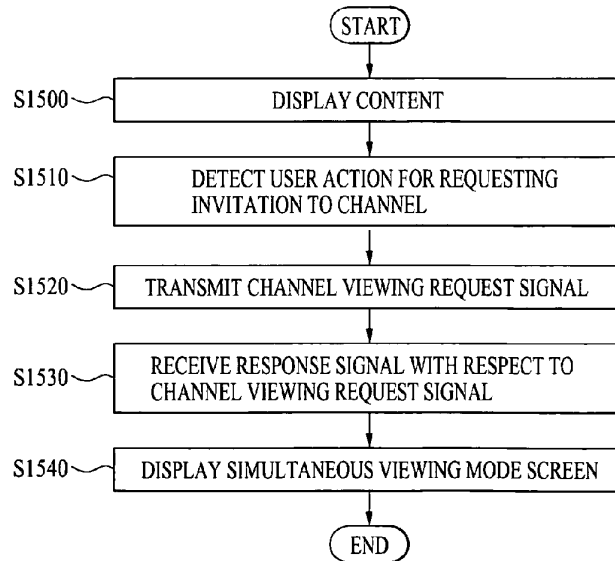 START
S1500
DISPLAY CONTENT
S1510
DETECT USER ACTION FOR REQUESTING
INVITATION TO CHANNEL
S1520
TRANSMIT CHANNEL VIEWING REQUEST SIGNAL
S1530
RECEIVE RESPONSE SIGNAL WITH RESPECT TO
CHANNEL VIEWING REQUEST SIGNAL
S1540
DISPLAY SIMULTANEOUS VIEWING MODE SCREEN
END